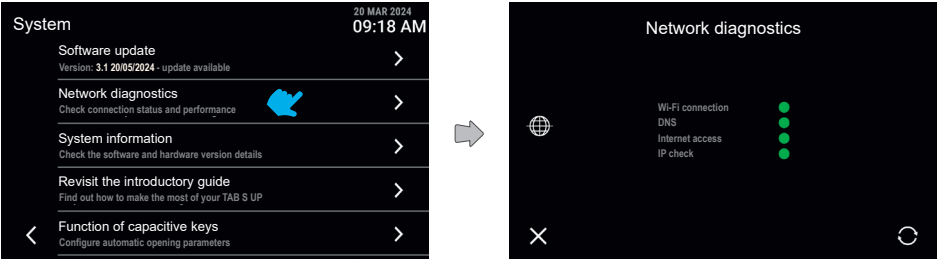 System
20 MAR 2024
09:18 AM
Software update
Version: 3.1 20/05/2024 - update available
Network diagnostics
Check connection status and performance
System information
Check the software and hardware version details
Revisit the introductory guide
Find out how to make the most of your TAB S UP
Function of capacitive keys
Configure automatic opening parameters
Network diagnostics
Wi-Fi connection
DNS
Internet access
IP check